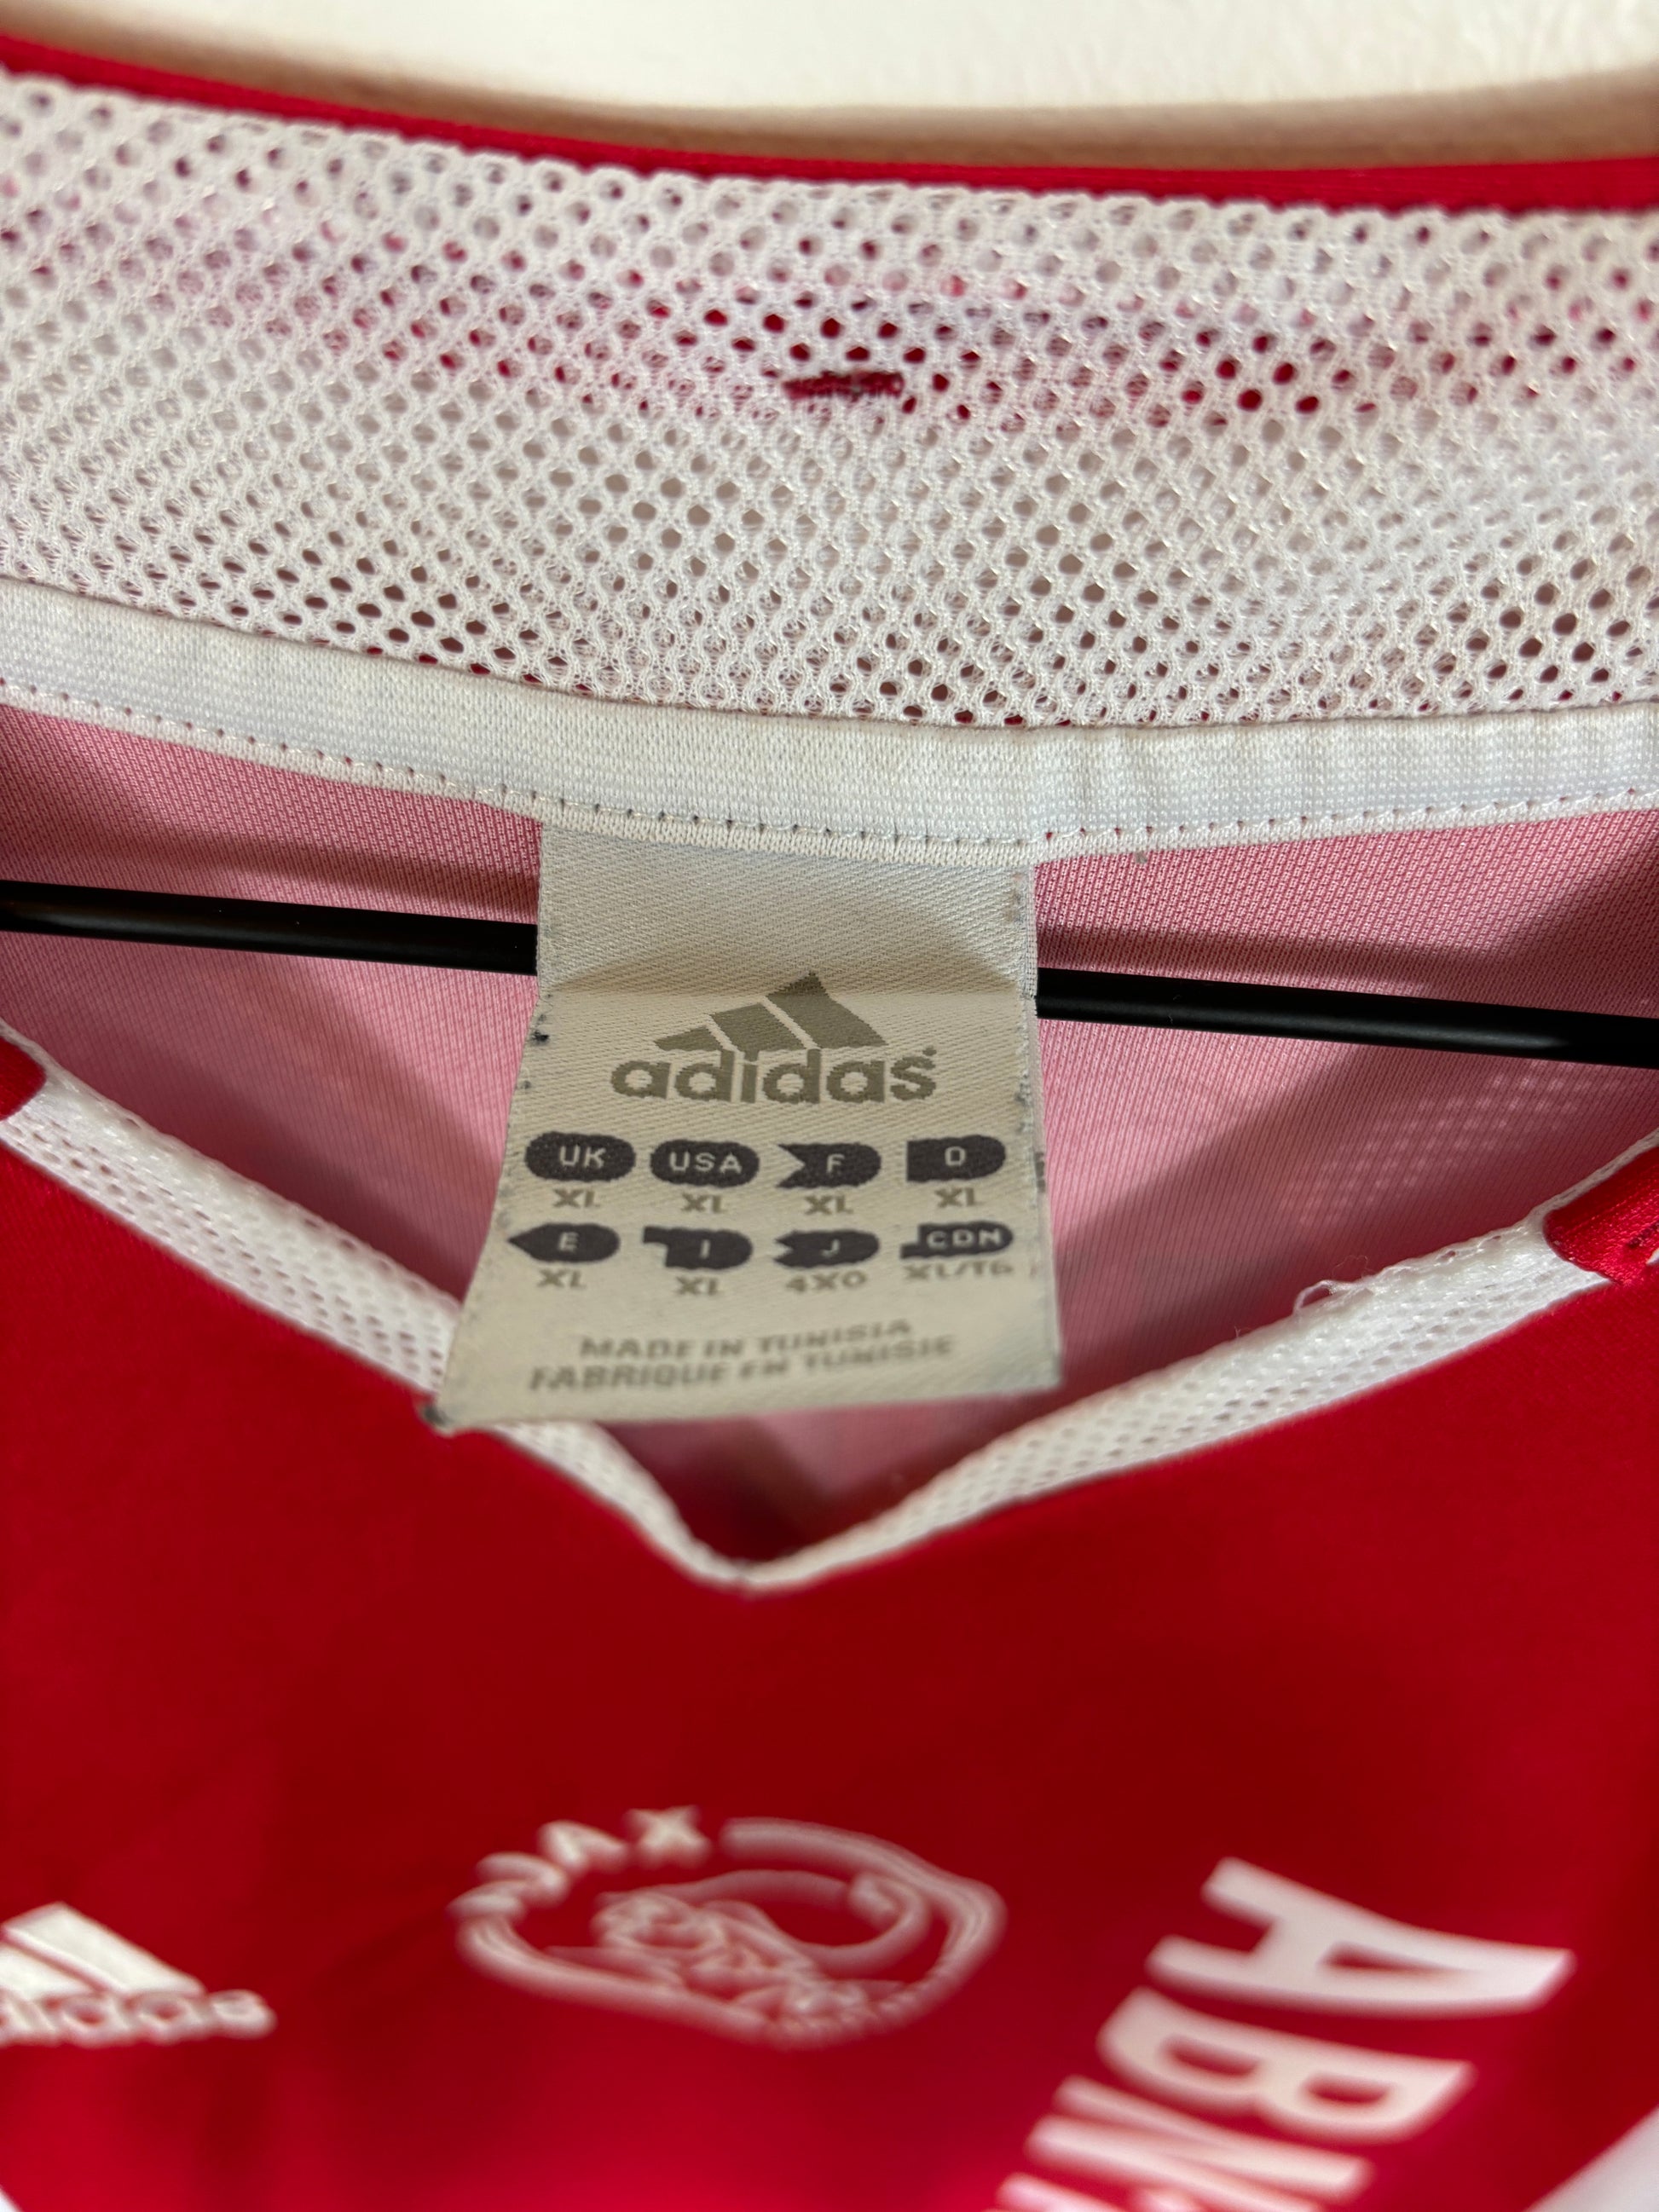 adidas
UK USA F D
XL XL XL XL
E I J CDN
XL XL 4XO XL/TG
MADE IN TUNISIA
FABRIQUE EN TUNISIE
AJAX
adidas
ABN